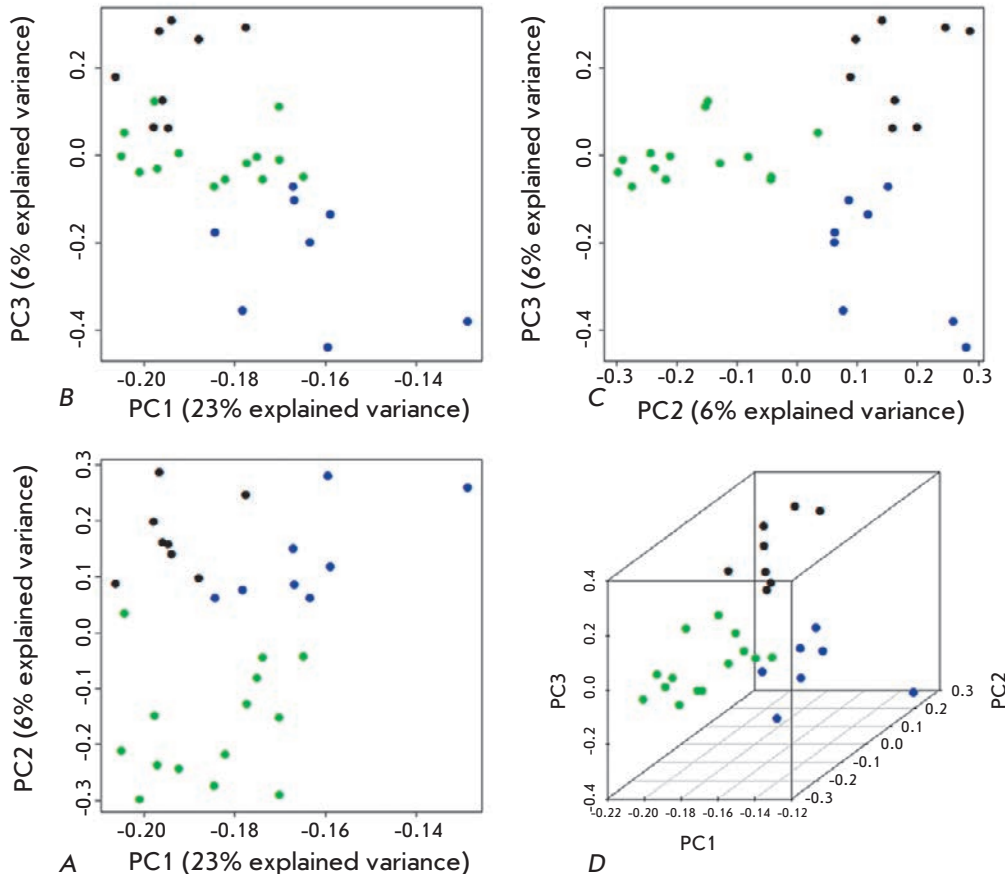 PC3 (6% explained variance)
0.2
0.0
-0.2
-0.4
-0.20 -0.18 -0.16 -0.14
B PC1 (23% explained variance)
PC3 (6% explained variance)
0.2
0.0
-0.2
-0.4
-0.3 -0.2 -0.1 0.0 0.1 0.2 0.3
C PC2 (6% explained variance)
PC2 (6% explained variance)
0.3
0.2
0.1
0.0
-0.1
-0.2
-0.3
-0.20 -0.18 -0.16 -0.14
A PC1 (23% explained variance)
PC3
0.4
0.2
0.0
-0.2
-0.4
-0.22 -0.20 -0.18 -0.16 -0.14 -0.12
PC1
PC2
0.3
0.2
0.1
0.0
-0.1
-0.2
-0.3
D